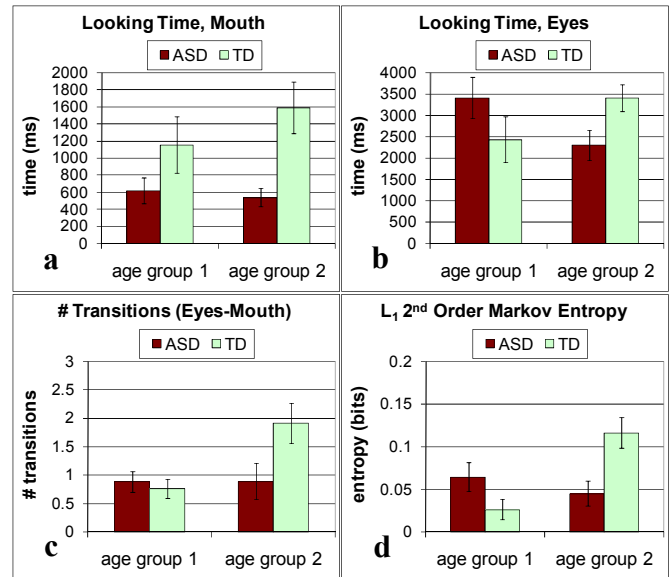 Looking Time, Mouth
ASD TD
2000
1800
1600
1400
1200
1000
800
600
400
200
0
time (ms)
a
age group 1 age group 2
Looking Time, Eyes
ASD TD
4000
3500
3000
2500
2000
1500
1000
500
0
time (ms)
b
age group 1 age group 2
# Transitions (Eyes-Mouth)
ASD TD
3
2.5
2
1.5
1
0.5
0
# transitions
c
age group 1 age group 2
L₁ 2ⁿᵈ Order Markov Entropy
ASD TD
0.2
0.15
0.1
0.05
0
entropy (bits)
d
age group 1 age group 2